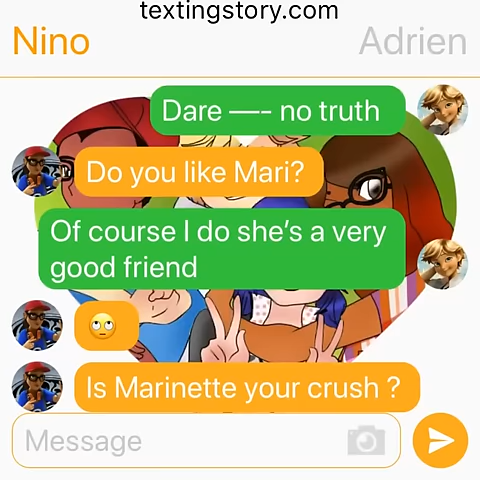 textingstory.com
Nino
Adrien
Dare —-- no truth
Do you like Mari?
Of course I do she’s a very
good friend
🙄
Is Marinette your crush ?
Message